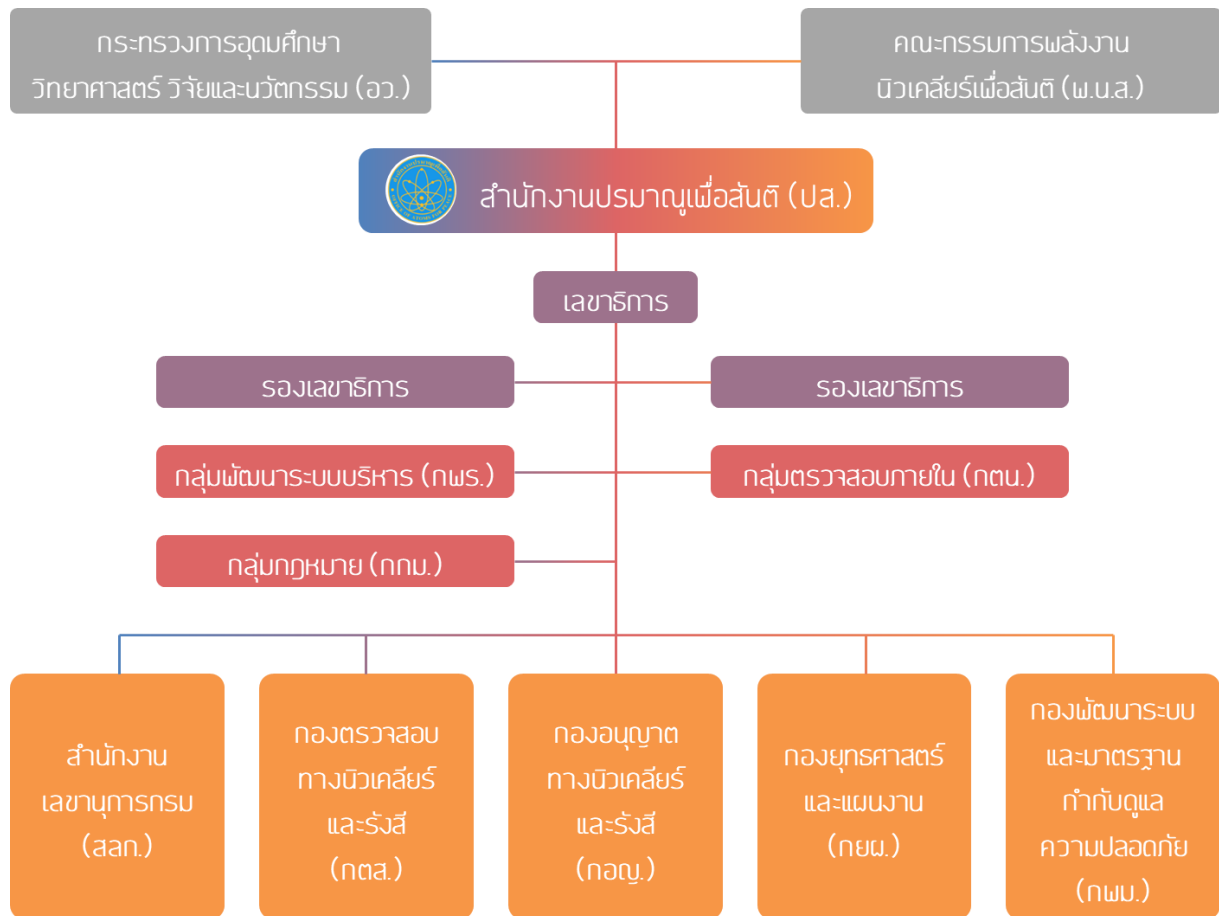 กระทรวงการอุดมศึกษา
วิทยาศาสตร์ วิจัยและนวัตกรรม (อว.)
คณะกรรมการพลังงาน
นิวเคลียร์เพื่อสันติ (พ.น.ส.)
สำนักงานปรมาณูเพื่อสันติ (ปส.)
เลขาธิการ
รองเลขาธิการ
รองเลขาธิการ
กลุ่มพัฒนาระบบบริหาร (กพร.)
กลุ่มตรวจสอบภายใน (กตน.)
กลุ่มกฎหมาย (กกม.)
สำนักงาน
เลขานุการกรม
(สลก.)
กองตรวจสอบ
ทางนิวเคลียร์
และรังสี
(กตส.)
กองอนุญาต
ทางนิวเคลียร์
และรังสี
(กอญ.)
กองยุทธศาสตร์
และแผนงาน
(กยผ.)
กองพัฒนาระบบ
และมาตรฐาน
กำกับดูแล
ความปลอดภัย
(กพม.)